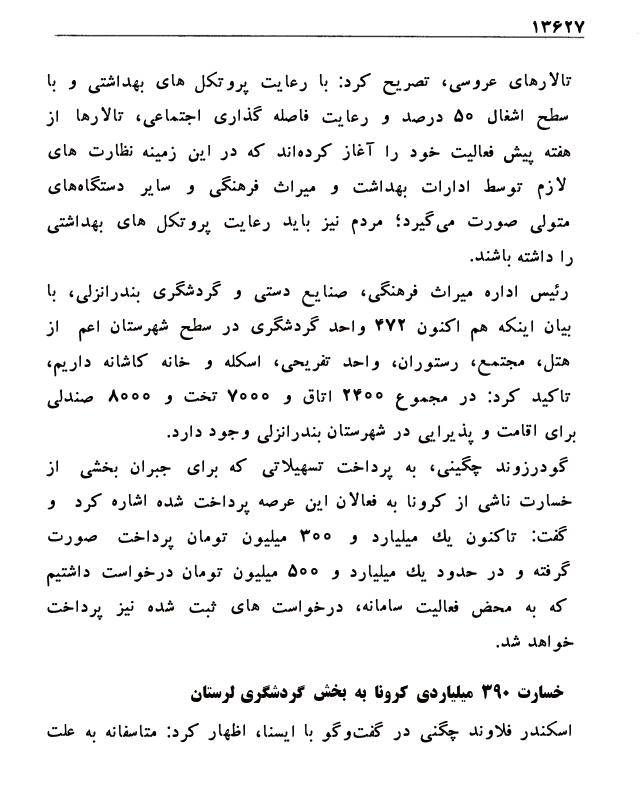 ۱۳۶۲۷
تالارهای عروسی، تصریح کرد: با رعایت پروتکل های بهداشتی و با
سطح اشغال ۵۰ درصد و رعایت فاصله گذاری اجتماعی، تالارها از
هفته پیش فعالیت خود را آغاز کرده‌اند که در این زمینه نظارت های
لازم توسط ادارات بهداشت و میراث فرهنگی و سایر دستگاه‌های
متولی صورت می‌گیرد؛ مردم نیز باید رعایت پروتکل های بهداشتی
را داشته باشند.
رئیس اداره میراث فرهنگی، صنایع دستی و گردشگری بندرانزلی، با
بیان اینکه هم اکنون ۴۷۲ واحد گردشگری در سطح شهرستان اعم از
هتل، مجتمع، رستوران، واحد تفریحی، اسکله و خانه کاشانه داریم،
تاکید کرد: در مجموع ۲۴۰۰ اتاق و ۷۰۰۰ تخت و ۸۰۰۰ صندلی
برای اقامت و پذیرایی در شهرستان بندرانزلی وجود دارد.
گودرزوند چگینی، به پرداخت تسهیلاتی که برای جبران بخشی از
خسارت ناشی از کرونا به فعالان این عرصه پرداخت شده اشاره کرد و
گفت: تاکنون یك میلیارد و ۳۰۰ میلیون تومان پرداخت صورت
گرفته و در حدود یك میلیارد و ۵۰۰ میلیون تومان درخواست داشتیم
که به محض فعالیت سامانه، درخواست های ثبت شده نیز پرداخت
خواهد شد.
خسارت ۳۹۰ میلیاردی کرونا به بخش گردشگری لرستان
اسکندر فلاوند چگنی در گفت‌وگو با ایسنا، اظهار کرد: متاسفانه به علت